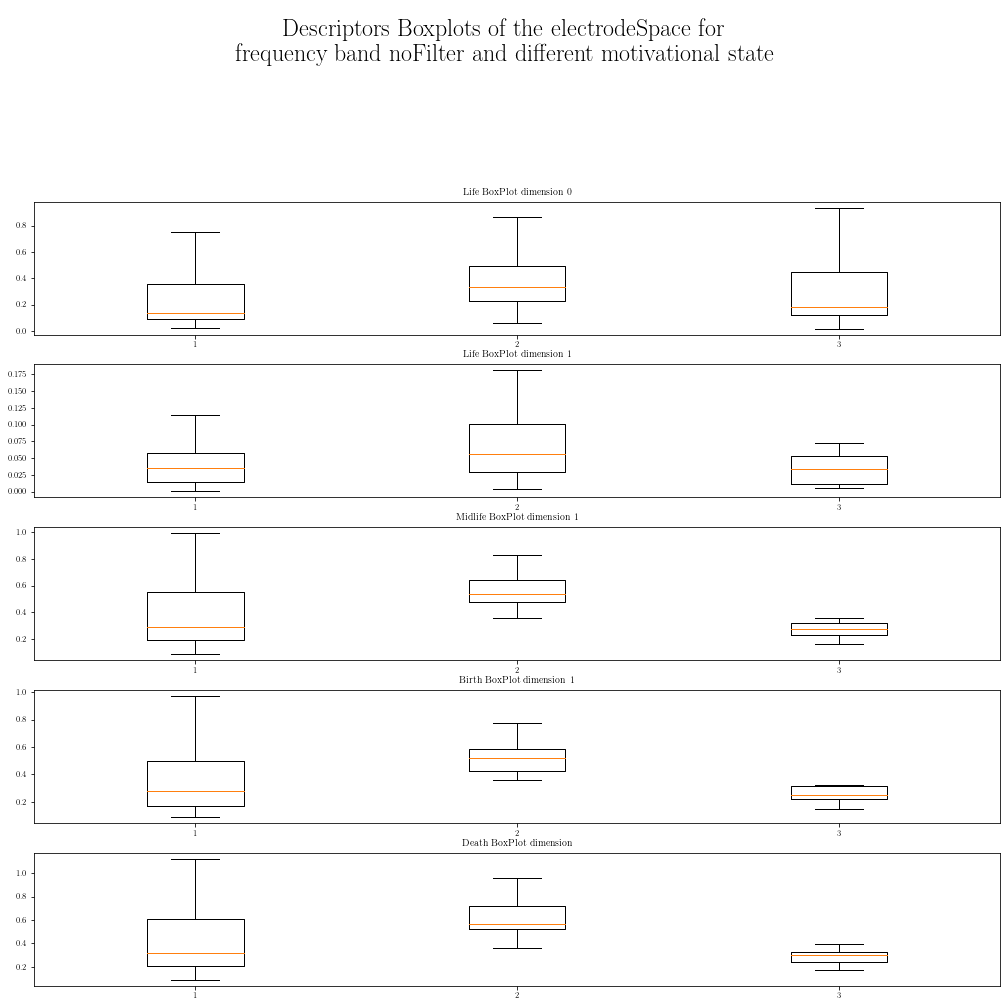 Descriptors Boxplots of the electrodeSpace for
frequency band noFilter and different motivational state
Life BoxPlot dimension 0
0.8
0.6
0.4
0.2
0.0
1 2 3
Life BoxPlot dimension 1
0.175
0.150
0.125
0.100
0.075
0.050
0.025
0.000
1 2 3
Midlife BoxPlot dimension 1
1.0
0.8
0.6
0.4
0.2
1 2 3
Birth BoxPlot dimension 1
1.0
0.8
0.6
0.4
0.2
1 2 3
Death BoxPlot dimension
1.0
0.8
0.6
0.4
0.2
1 2 3